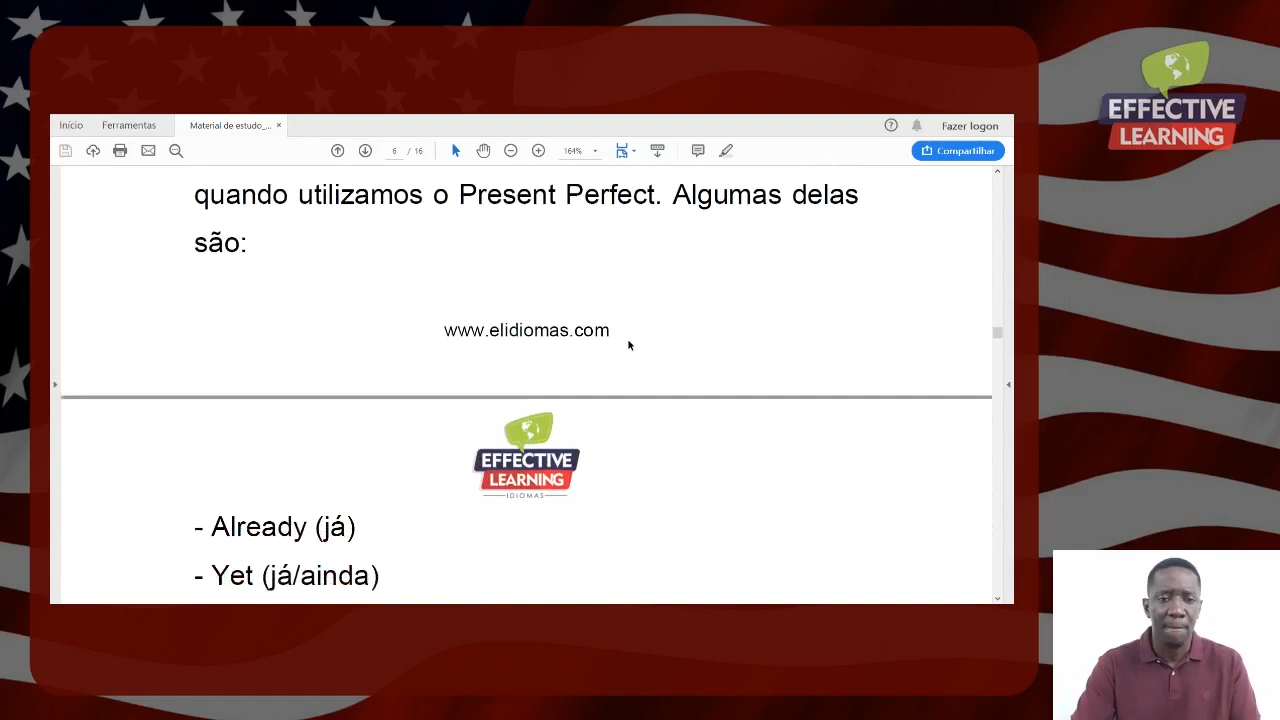 EFFECTIVE
LEARNING
Início Ferramentas Material de estudo_... × Fazer logon
6 / 16 164% Compartilhar
quando utilizamos o Present Perfect. Algumas delas
são:
www.elidiomas.com
EFFECTIVE
LEARNING
IDIOMAS
- Already (já)
- Yet (já/ainda)